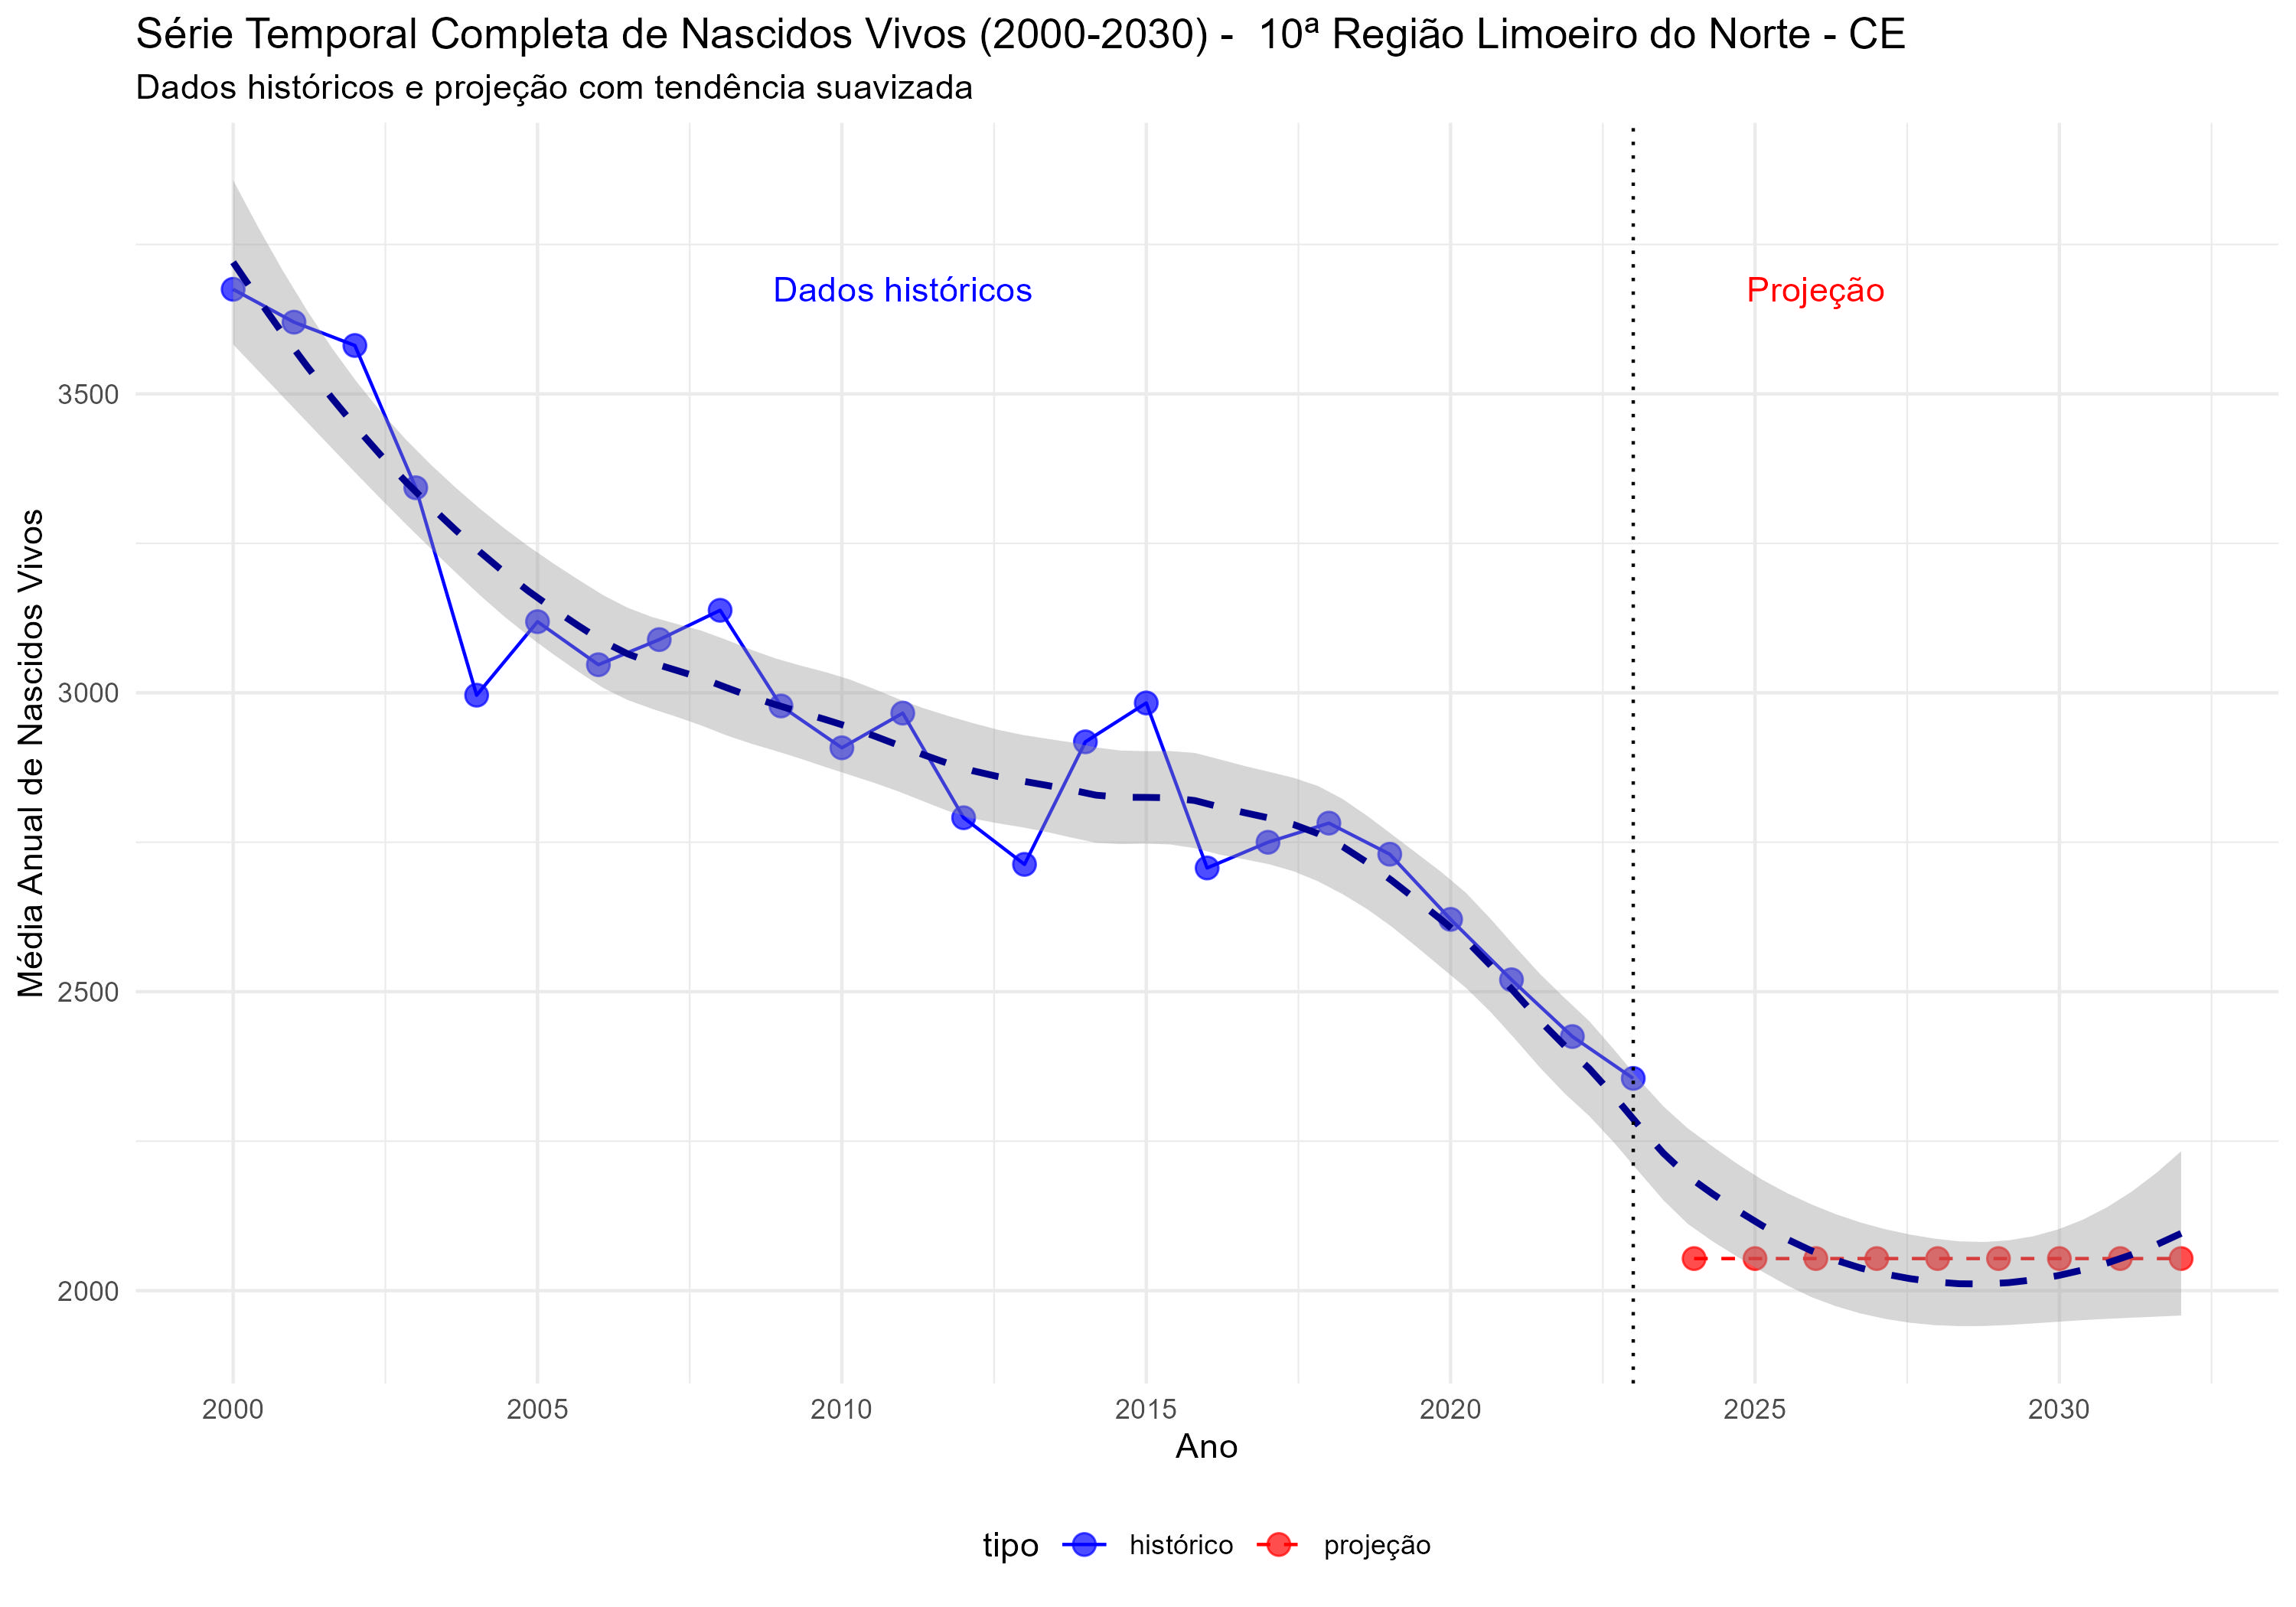 Série Temporal Completa de Nascidos Vivos (2000-2030) -  10ª Região Limoeiro do Norte - CE
Dados históricos e projeção com tendência suavizada
Dados históricos
Projeção
Média Anual de Nascidos Vivos
3500
3000
2500
2000
2000 2005 2010 2015 2020 2025 2030
Ano
tipo histórico projeção